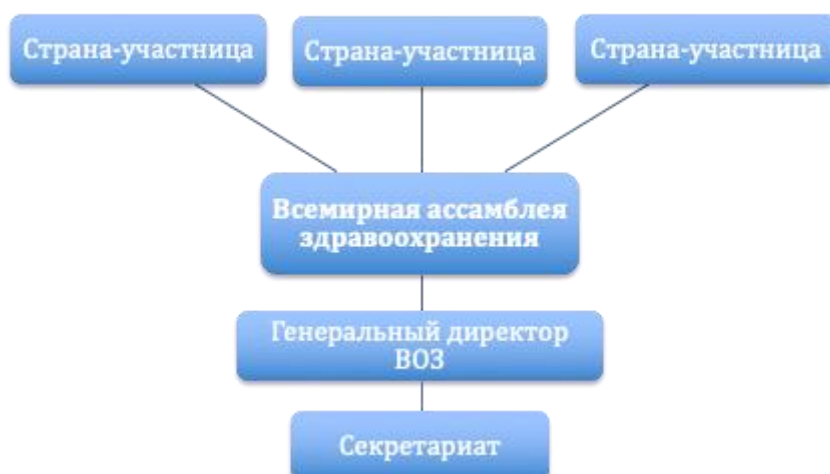 Страна-участница
Страна-участница
Страна-участница
Всемирная ассамблея
здравоохранения
Генеральный директор
ВОЗ
Секретариат